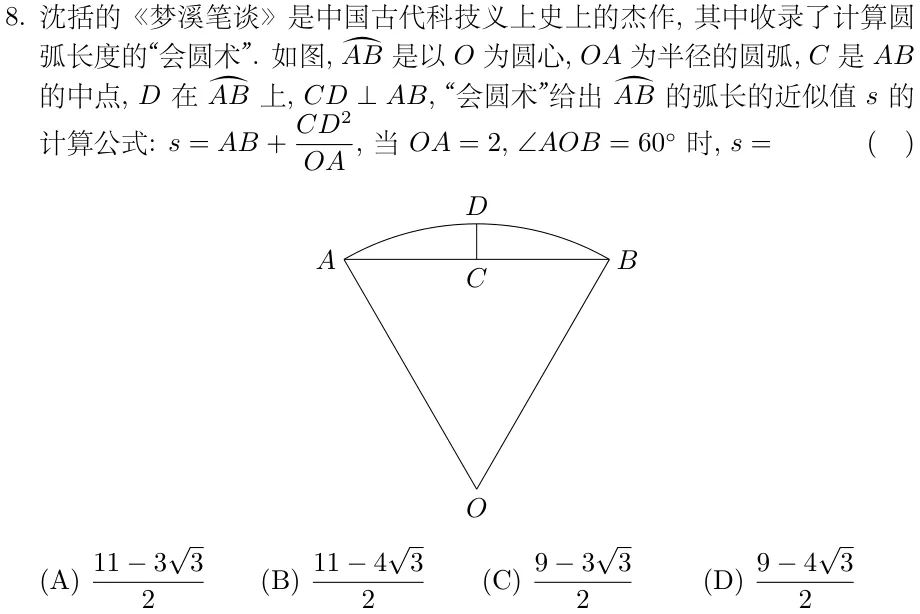 8. 沈括的《梦溪笔谈》是中国古代科技义上史上的杰作, 其中收录了计算圆
弧长度的“会圆术”. 如图, $\overset{\frown}{AB}$ 是以 O 为圆心, OA 为半径的圆弧, C 是 AB
的中点, D 在 $\overset{\frown}{AB}$ 上, CD ⊥ AB, “会圆术”给出 $\overset{\frown}{AB}$ 的弧长的近似值 s 的
计算公式: $s = AB + \frac{CD^2}{OA}$, 当 OA = 2, ∠AOB = 60° 时, s = ( )
D
A B
C
O
(A) $\frac{11 - 3\sqrt{3}}{2}$ (B) $\frac{11 - 4\sqrt{3}}{2}$ (C) $\frac{9 - 3\sqrt{3}}{2}$ (D) $\frac{9 - 4\sqrt{3}}{2}$